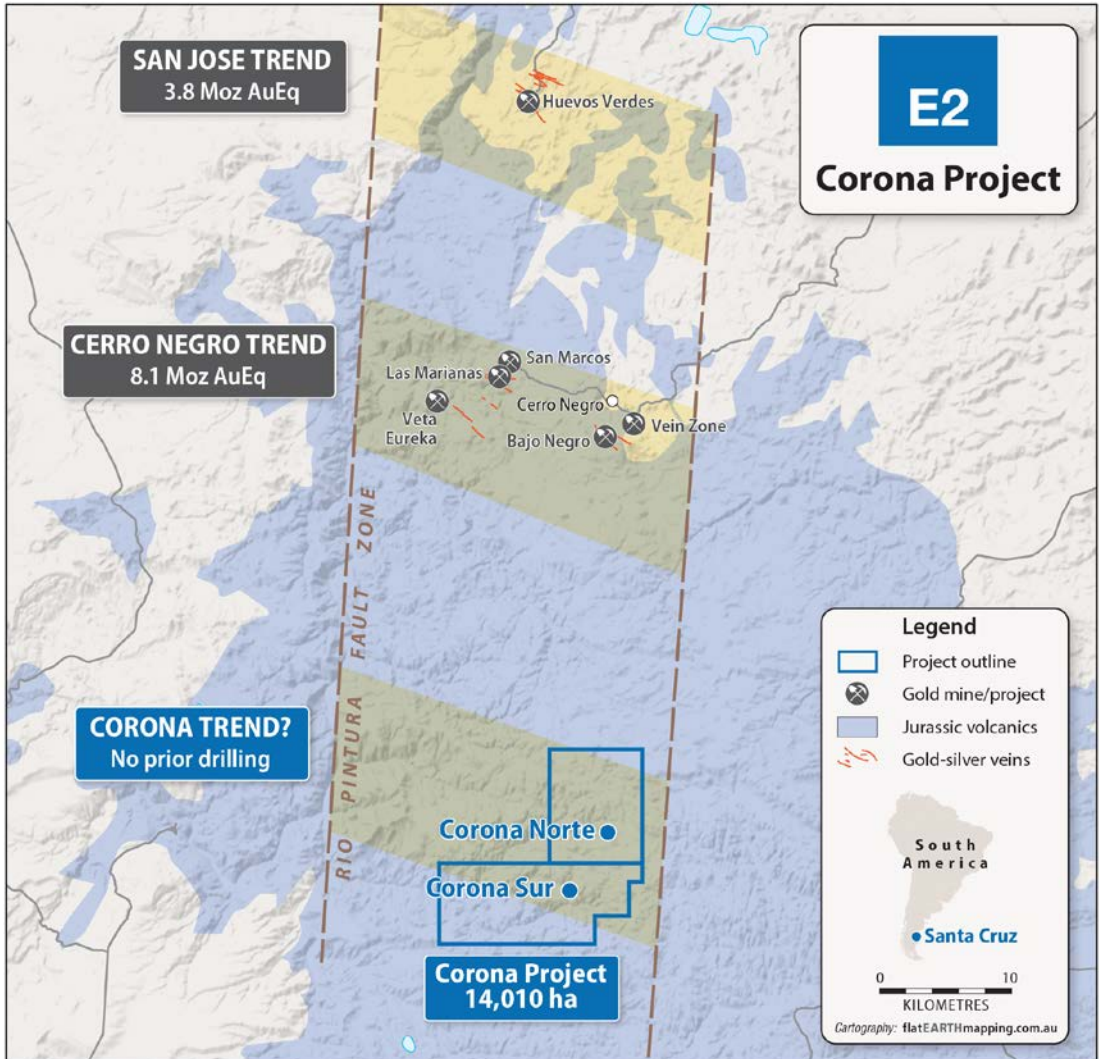 SAN JOSE TREND
3.8 Moz AuEq
Huevos Verdes
E2
Corona Project
CERRO NEGRO TREND
8.1 Moz AuEq
San Marcos
Las Marianas
Cerro Negro
Veta
Eureka
Vein Zone
Bajo Negro
RIO PINTURA FAULT ZONE
CORONA TREND?
No prior drilling
Corona Norte
Corona Sur
Corona Project
14,010 ha
Legend
Project outline
Gold mine/project
Jurassic volcanics
Gold-silver veins
South
America
Santa Cruz
0 10
KILOMETRES
Cartography: flatEARTHmapping.com.au